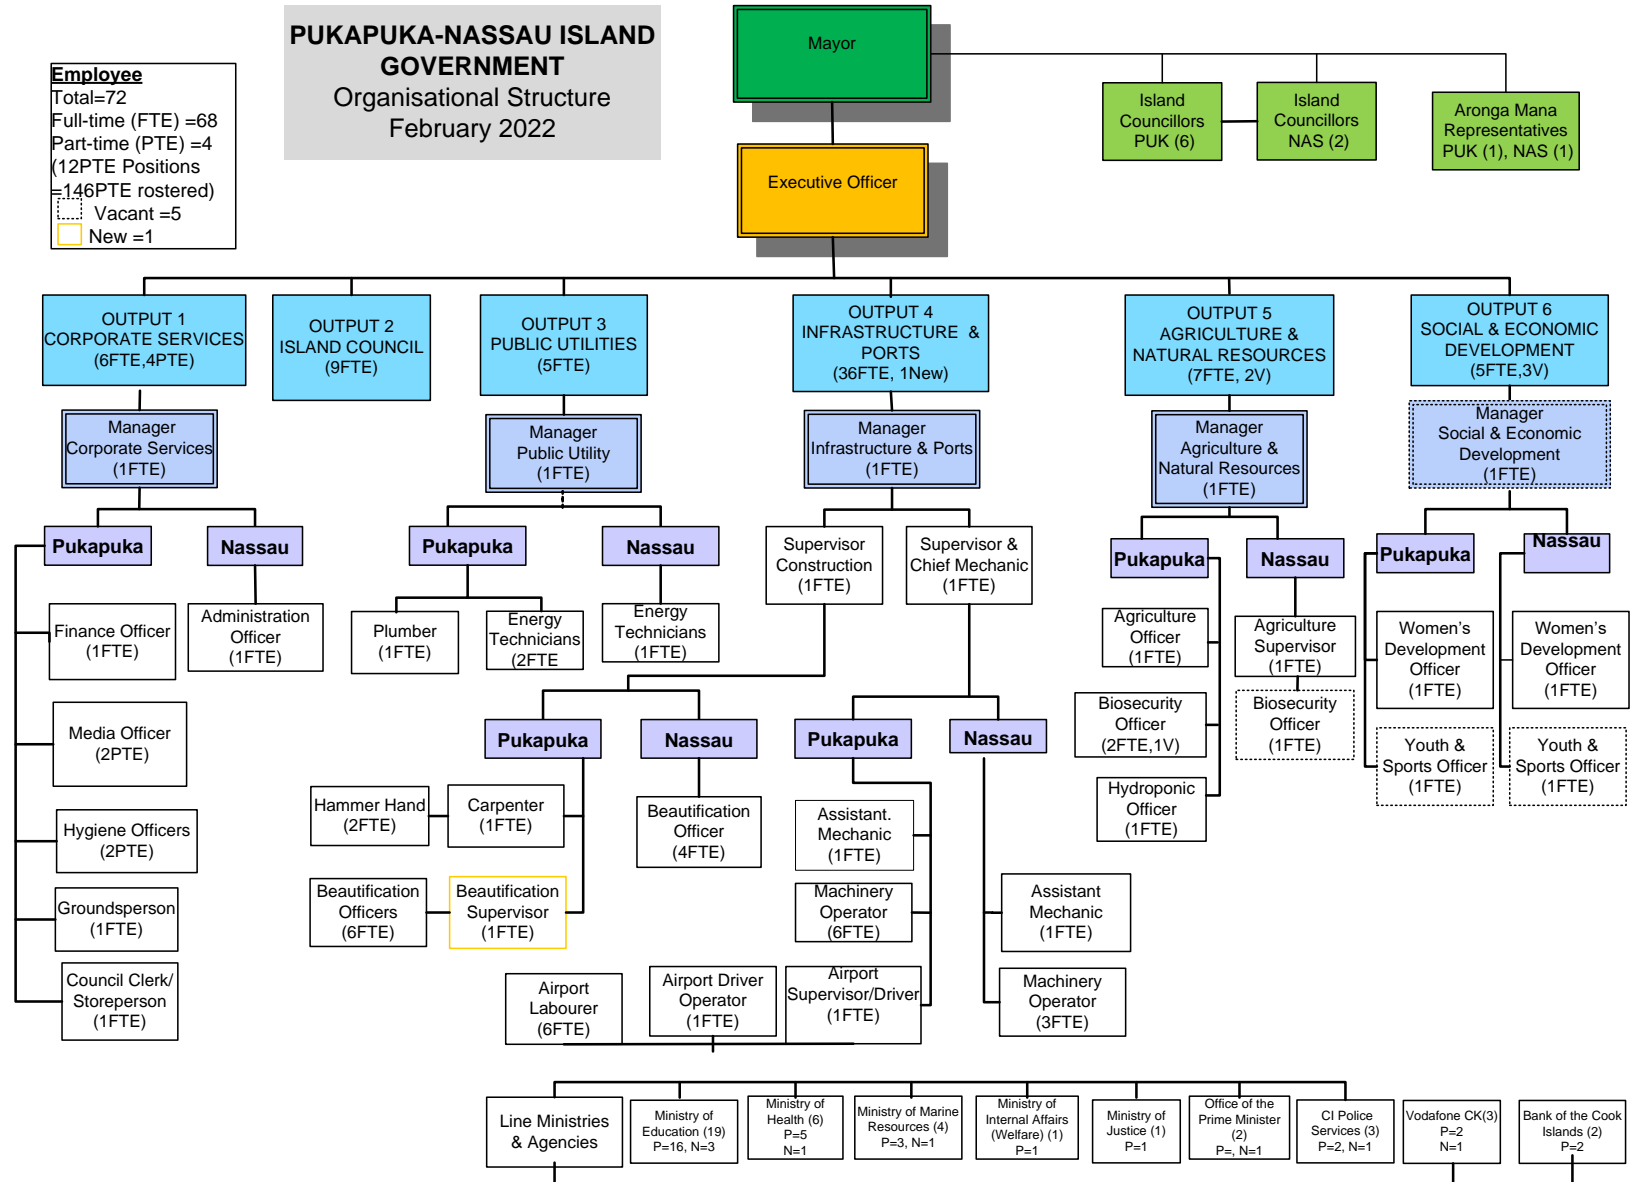 PUKAPUKA-NASSAU ISLAND
GOVERNMENT
Organisational Structure
February 2022
Employee
Total=72
Full-time (FTE) =68
Part-time (PTE) =4
(12PTE Positions
=146PTE rostered)
Vacant =5
New =1
Mayor
Executive Officer
Island
Councillors
PUK (6)
Island
Councillors
NAS (2)
Aronga Mana
Representatives
PUK (1), NAS (1)
OUTPUT 1
CORPORATE SERVICES
(6FTE,4PTE)
OUTPUT 2
ISLAND COUNCIL
(9FTE)
OUTPUT 3
PUBLIC UTILITIES
(5FTE)
OUTPUT 4
INFRASTRUCTURE &
PORTS
(36FTE, 1New)
OUTPUT 5
AGRICULTURE &
NATURAL RESOURCES
(7FTE, 2V)
OUTPUT 6
SOCIAL & ECONOMIC
DEVELOPMENT
(5FTE,3V)
Manager
Corporate Services
(1FTE)
Manager
Public Utility
(1FTE)
Manager
Infrastructure & Ports
(1FTE)
Manager
Agriculture &
Natural Resources
(1FTE)
Manager
Social & Economic
Development
(1FTE)
Pukapuka
Nassau
Finance Officer
(1FTE)
Administration
Officer
(1FTE)
Media Officer
(2PTE)
Hygiene Officers
(2PTE)
Groundsperson
(1FTE)
Council Clerk/
Storeperson
(1FTE)
Pukapuka
Nassau
Plumber
(1FTE)
Energy
Technicians
(2FTE
Energy
Technicians
(1FTE)
Supervisor
Construction
(1FTE)
Supervisor &
Chief Mechanic
(1FTE)
Pukapuka
Nassau
Hammer Hand
(2FTE)
Carpenter
(1FTE)
Beautification
Officer
(4FTE)
Beautification
Officers
(6FTE)
Beautification
Supervisor
(1FTE)
Pukapuka
Nassau
Assistant.
Mechanic
(1FTE)
Machinery
Operator
(6FTE)
Assistant
Mechanic
(1FTE)
Airport
Labourer
(6FTE)
Airport Driver
Operator
(1FTE)
Airport
Supervisor/Driver
(1FTE)
Machinery
Operator
(3FTE)
Pukapuka
Nassau
Agriculture
Officer
(1FTE)
Agriculture
Supervisor
(1FTE)
Biosecurity
Officer
(2FTE,1V)
Biosecurity
Officer
(1FTE)
Hydroponic
Officer
(1FTE)
Pukapuka
Nassau
Women's
Development
Officer
(1FTE)
Women's
Development
Officer
(1FTE)
Youth &
Sports Officer
(1FTE)
Youth &
Sports Officer
(1FTE)
Line Ministries
& Agencies
Ministry of
Education (19)
P=16, N=3
Ministry of
Health (6)
P=5
N=1
Ministry of Marine
Resources (4)
P=3, N=1
Ministry of
Internal Affairs
(Welfare) (1)
P=1
Ministry of
Justice (1)
P=1
Office of the
Prime Minister
(2)
P=, N=1
CI Police
Services (3)
P=2, N=1
Vodafone CK(3)
P=2
N=1
Bank of the Cook
Islands (2)
P=2